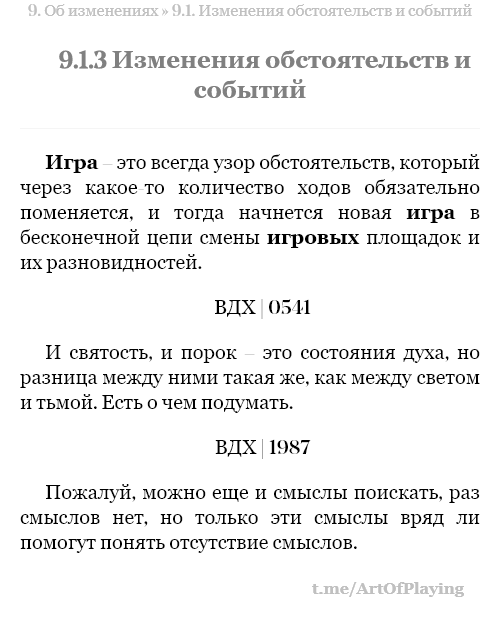 9. Об изменениях » 9.1. Изменения обстоятельств и событий
9.1.3 Изменения обстоятельств и
событий
Игра – это всегда узор обстоятельств, который
через какое-то количество ходов обязательно
поменяется, и тогда начнется новая игра в
бесконечной цепи смены игровых площадок и
их разновидностей.
ВДХ | 0541
И святость, и порок – это состояния духа, но
разница между ними такая же, как между светом
и тьмой. Есть о чем подумать.
ВДХ | 1987
Пожалуй, можно еще и смыслы поискать, раз
смыслов нет, но только эти смыслы вряд ли
помогут понять отсутствие смыслов.
t.me/ArtOfPlaying